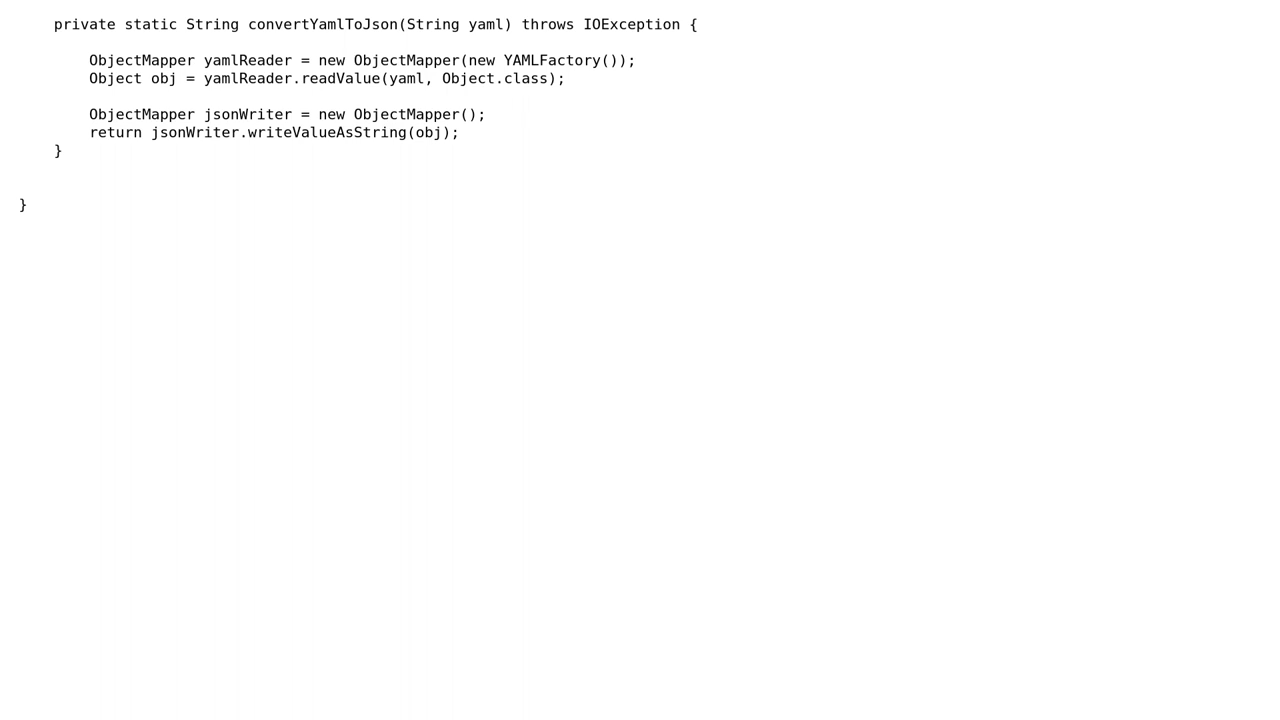 private static String convertYamlToJson(String yaml) throws IOException {

        ObjectMapper yamlReader = new ObjectMapper(new YAMLFactory());
        Object obj = yamlReader.readValue(yaml, Object.class);

        ObjectMapper jsonWriter = new ObjectMapper();
        return jsonWriter.writeValueAsString(obj);
    }


}